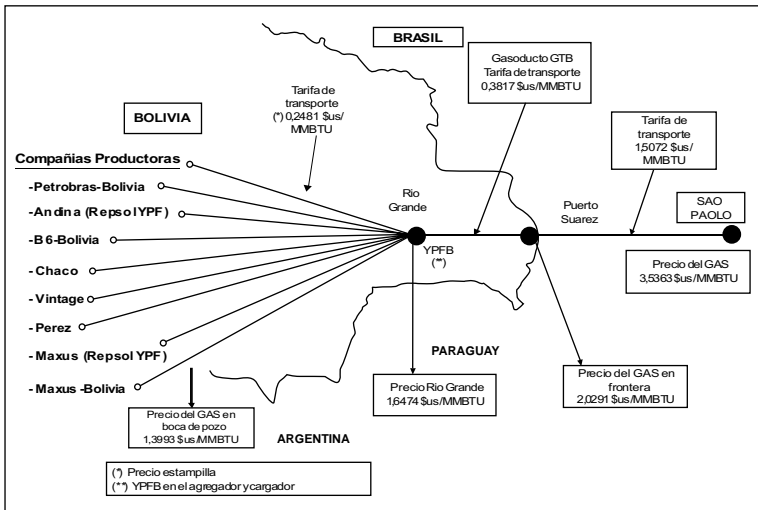 BRASIL
Gasoducto GTB
Tarifa de transporte
0,3817 $us/MMBTU
Tarifa de
transporte
(*) 0,2481 $us/
MMBTU
Tarifa de
transporte
1,5072 $us/
MMBTU
BOLIVIA
Compañias Productoras
-Petrobras-Bolivia
-Andina (Repsol YPF)
-B6-Bolivia
-Chaco
-Vintage
-Perez
-Maxus (Repsol YPF)
-Maxus-Bolivia
Rio
Grande
YPFB
(**)
Puerto
Suarez
SAO
PAOLO
Precio del GAS
3,5363 $us/MMBTU
PARAGUAY
Precio del GAS en
frontera
2,0291 $us/MMBTU
Precio Rio Grande
1,6474 $us/MMBTU
Precio del GAS en
boca de pozo
1,3993 $us/MMBTU
ARGENTINA
(*) Precio estampilla
(**) YPFB en el agregador y cargador